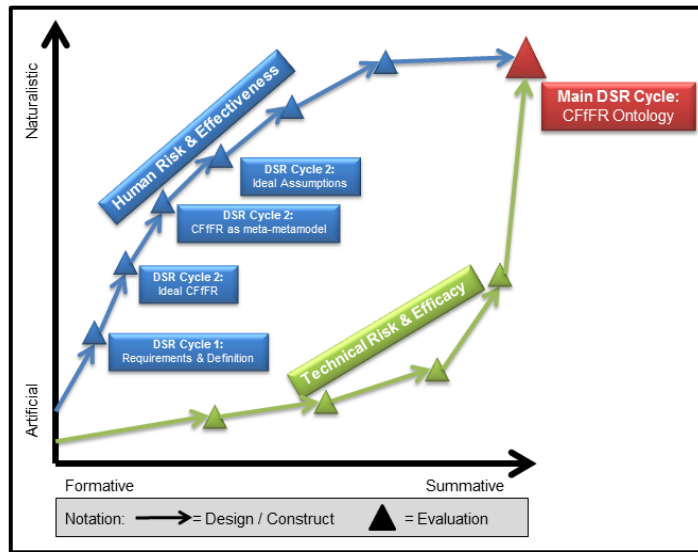 Naturalistic
Artificial
Human Risk & Effectiveness
Main DSR Cycle:
CFfFR Ontology
DSR Cycle 2:
Ideal Assumptions
DSR Cycle 2:
CFfFR as meta-metamodel
DSR Cycle 2:
Ideal CFfFR
DSR Cycle 1:
Requirements & Definition
Technical Risk & Efficacy
Formative Summative
Notation: = Design / Construct = Evaluation